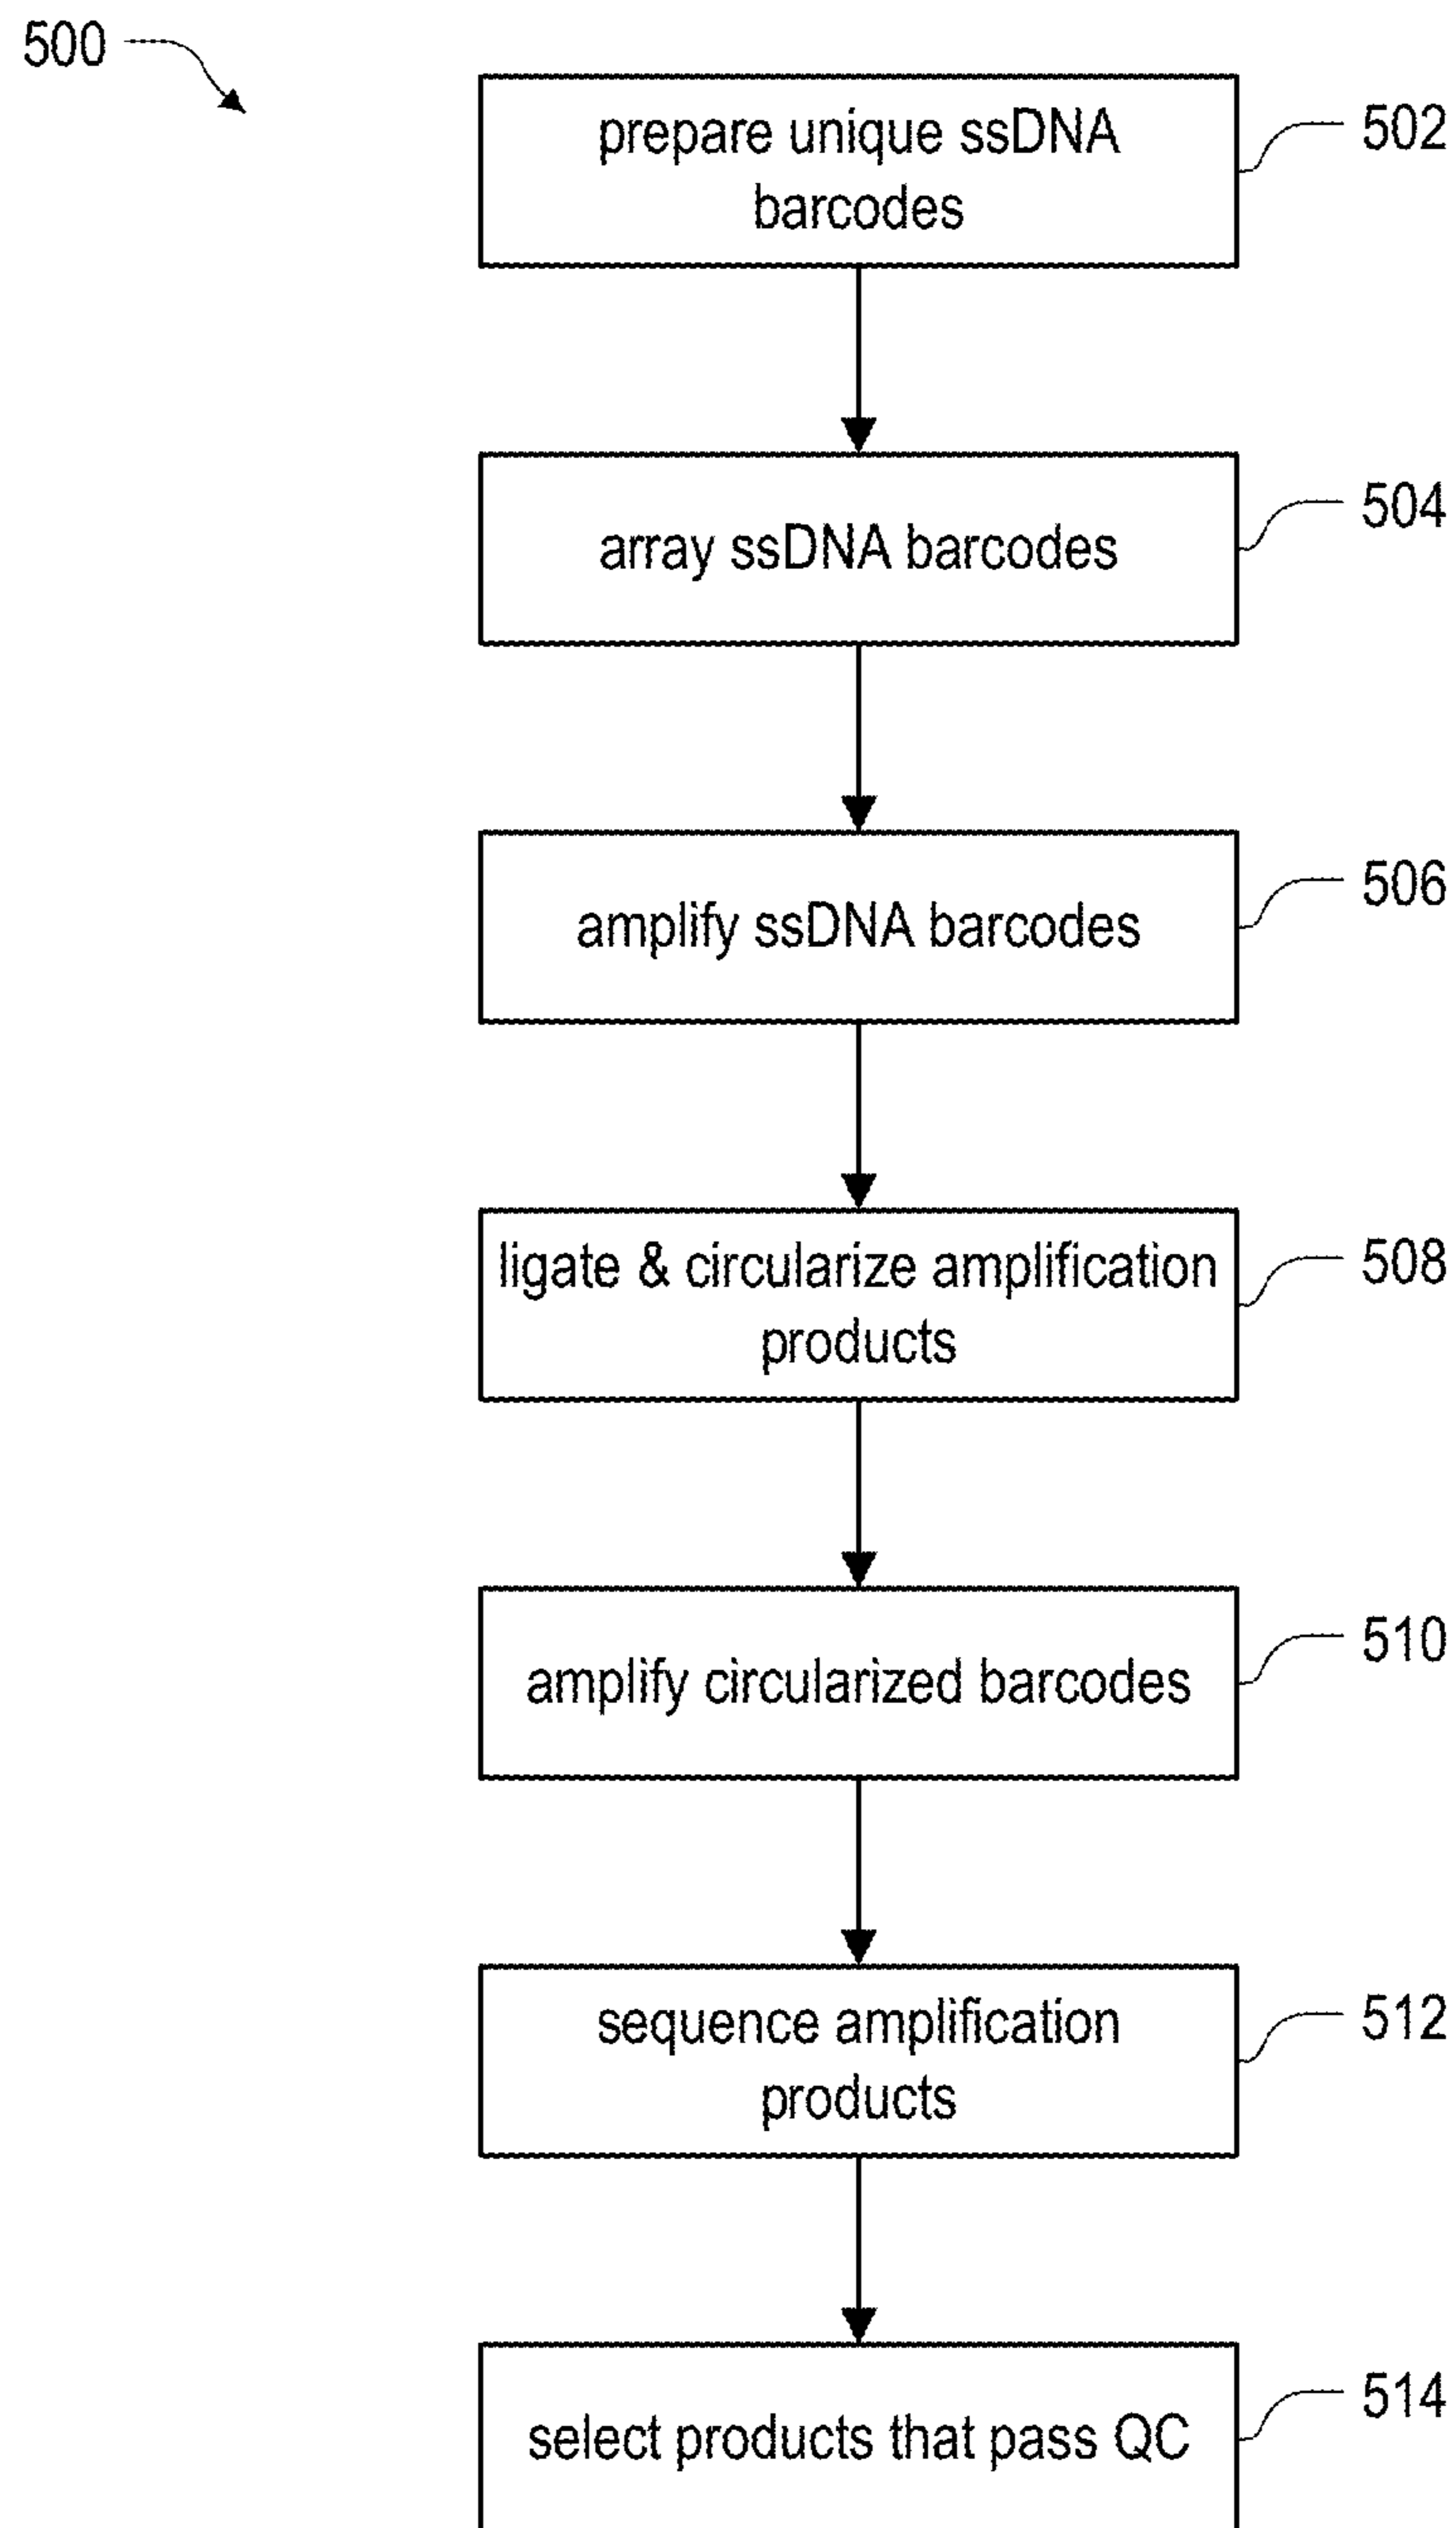 500
prepare unique ssDNA
barcodes
502
array ssDNA barcodes
504
amplify ssDNA barcodes
506
ligate & circularize amplification
products
508
amplify circularized barcodes
510
sequence amplification
products
512
select products that pass QC
514